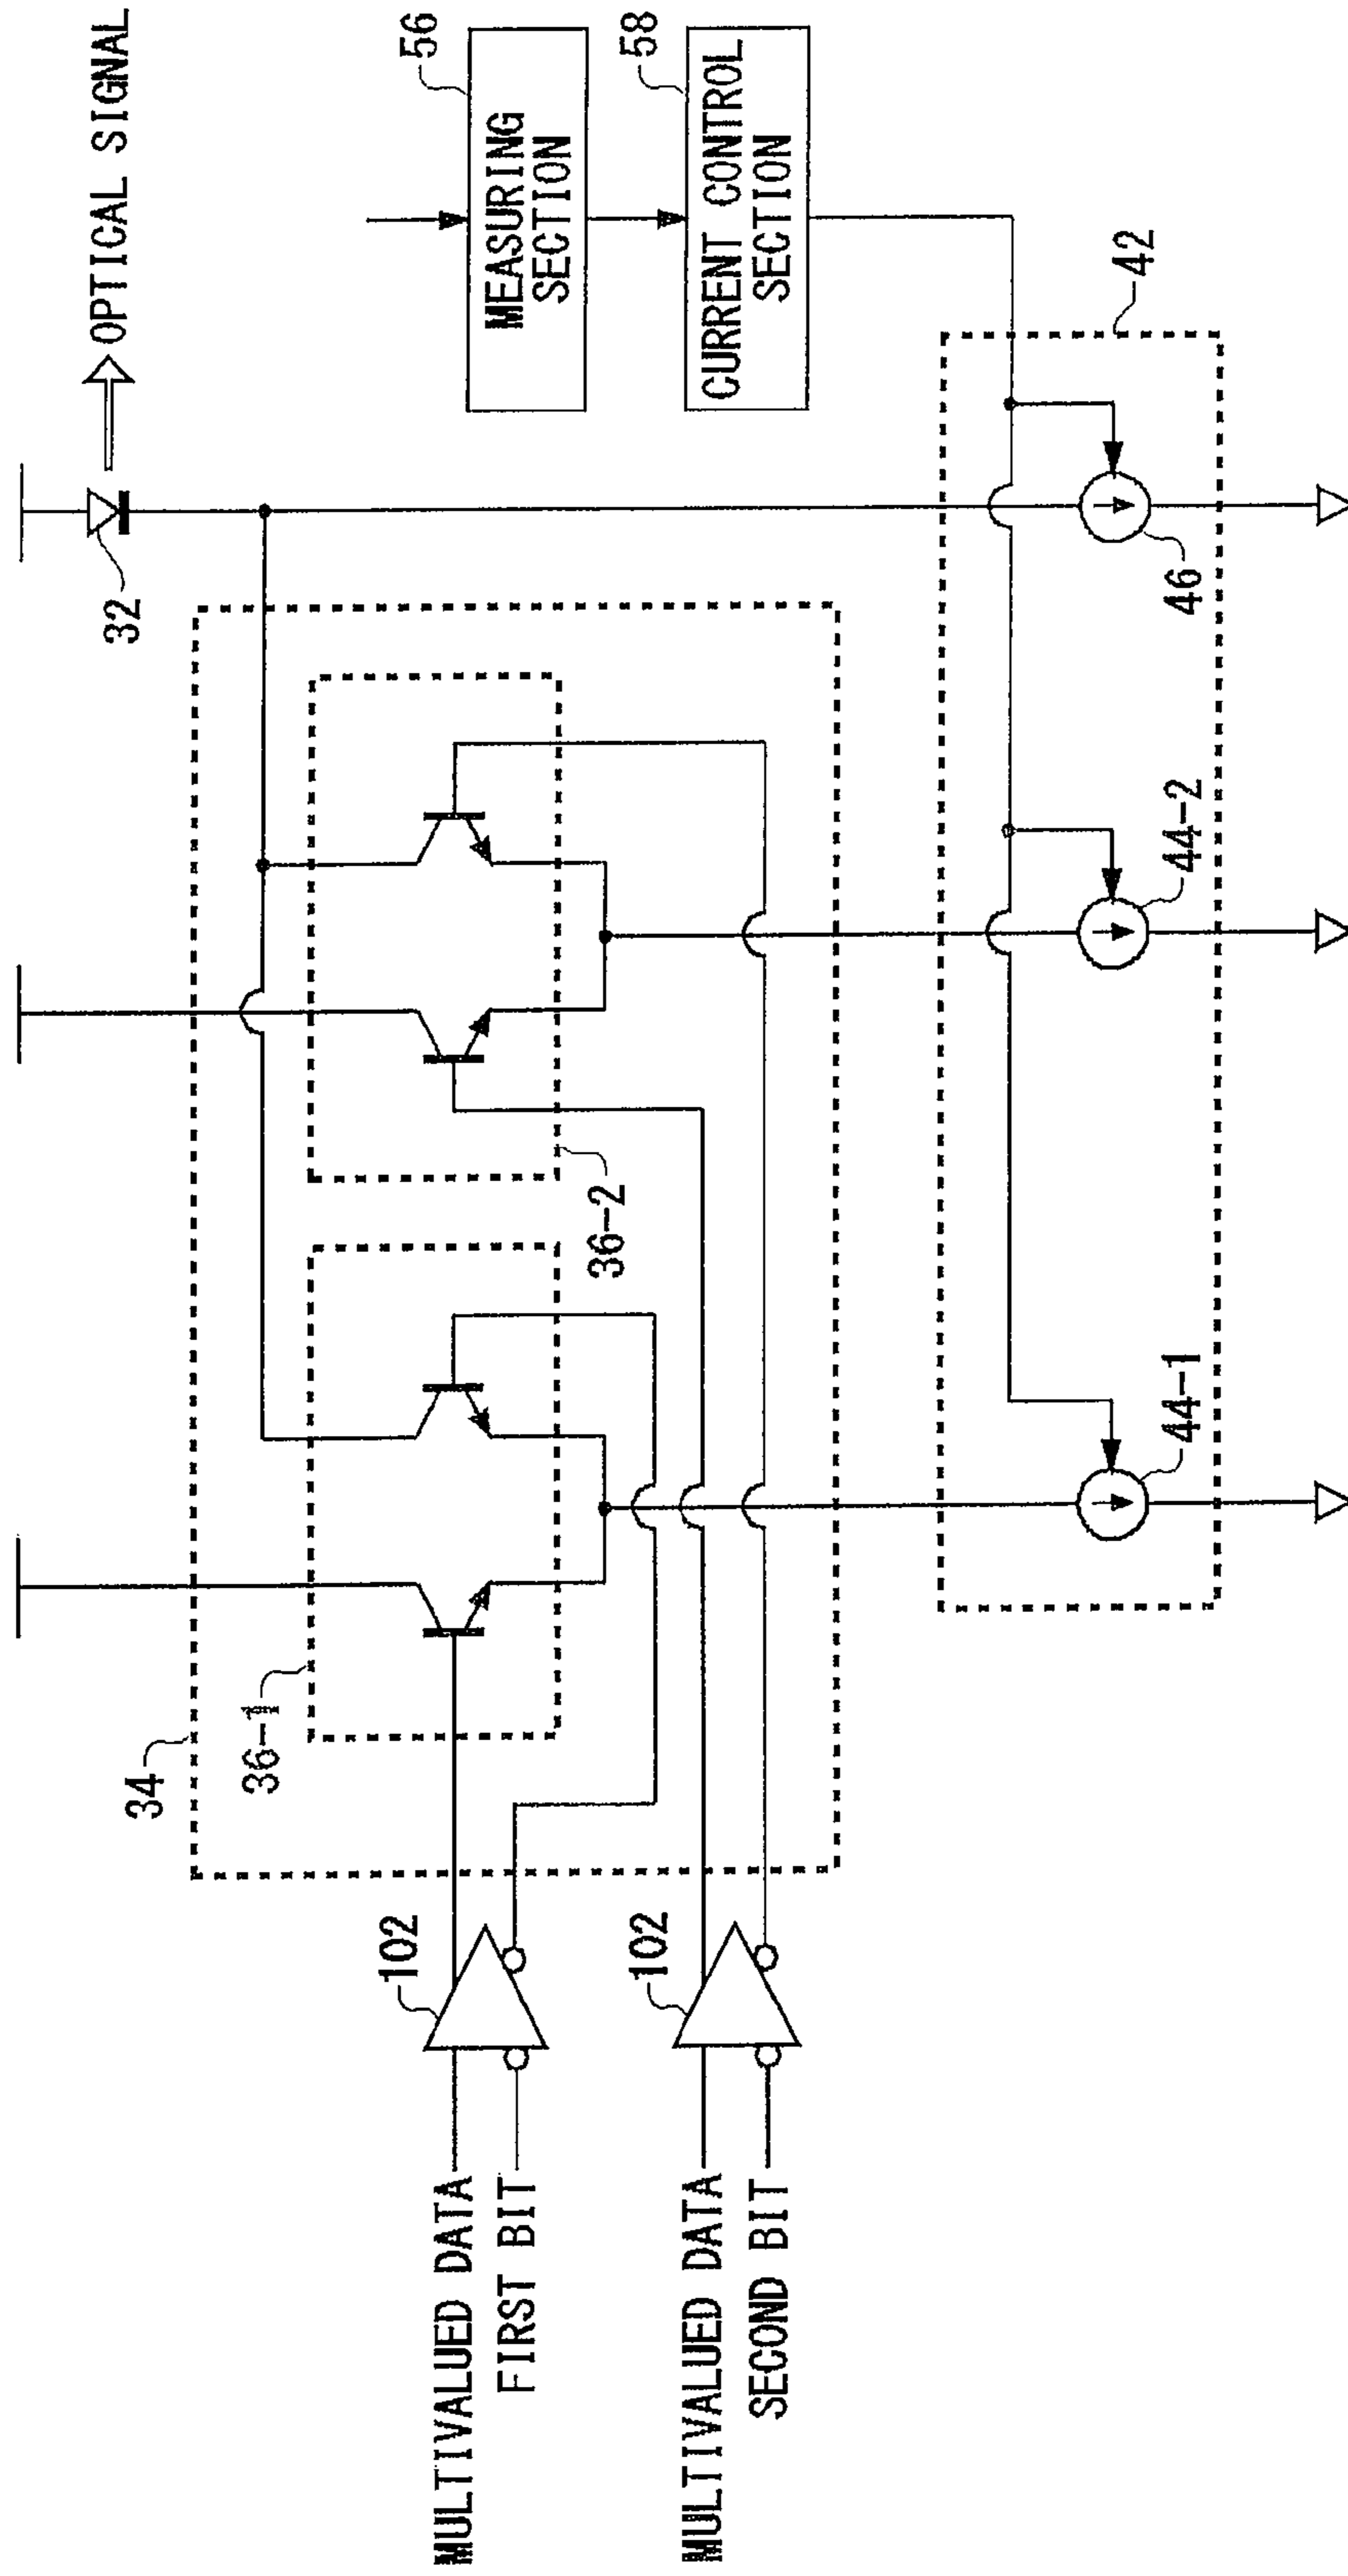 OPTICAL SIGNAL
32
56
MEASURING
SECTION
58
CURRENT CONTROL
SECTION
34
36-1
36-2
42
46
44-2
44-1
102
MULTIVALUED DATA
FIRST BIT
102
MULTIVALUED DATA
SECOND BIT